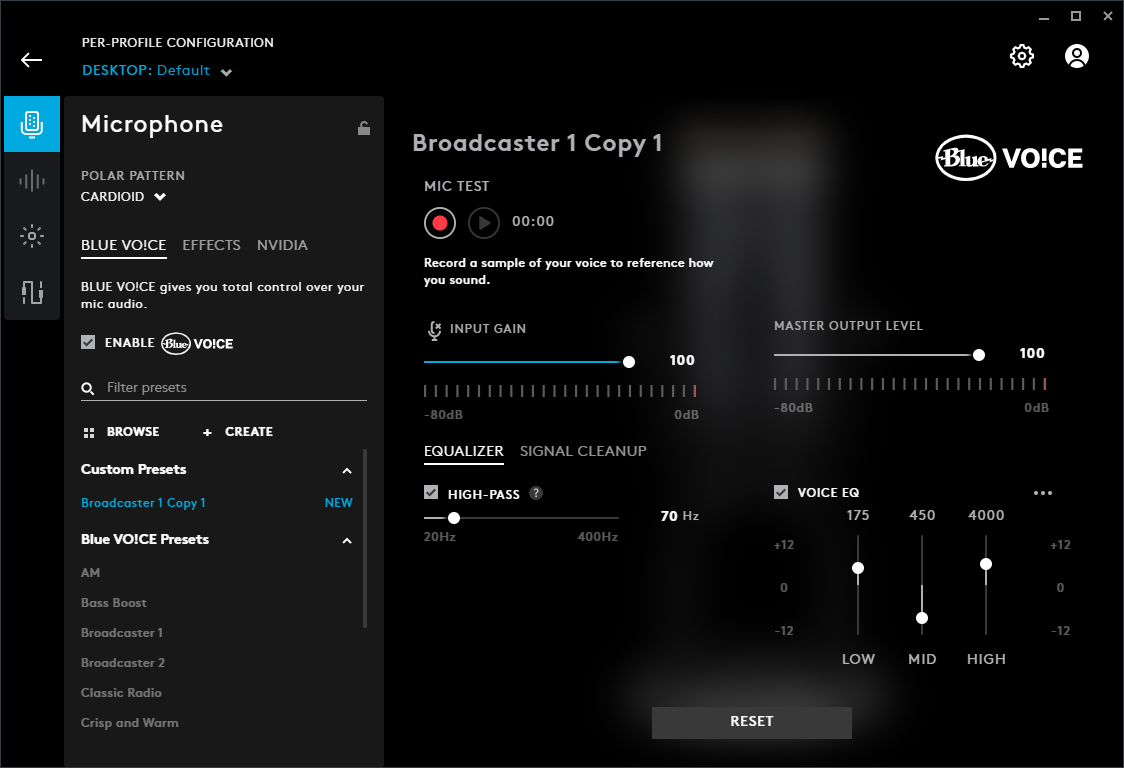 PER-PROFILE CONFIGURATION
DESKTOP: Default
Microphone
POLAR PATTERN
CARDIOID
BLUE VO!CE EFFECTS NVIDIA
BLUE VO!CE gives you total control over your
mic audio.
ENABLE Blue VO!CE
Filter presets
BROWSE + CREATE
Custom Presets
Broadcaster 1 Copy 1 NEW
Blue VO!CE Presets
AM
Bass Boost
Broadcaster 1
Broadcaster 2
Classic Radio
Crisp and Warm
Broadcaster 1 Copy 1
Blue VO!CE
MIC TEST
00:00
Record a sample of your voice to reference how
you sound.
INPUT GAIN
100
-80dB 0dB
MASTER OUTPUT LEVEL
100
-80dB 0dB
EQUALIZER SIGNAL CLEANUP
HIGH-PASS ?
70 Hz
20Hz 400Hz
VOICE EQ
175 450 4000
+12 +12
0 0
-12 -12
LOW MID HIGH
RESET